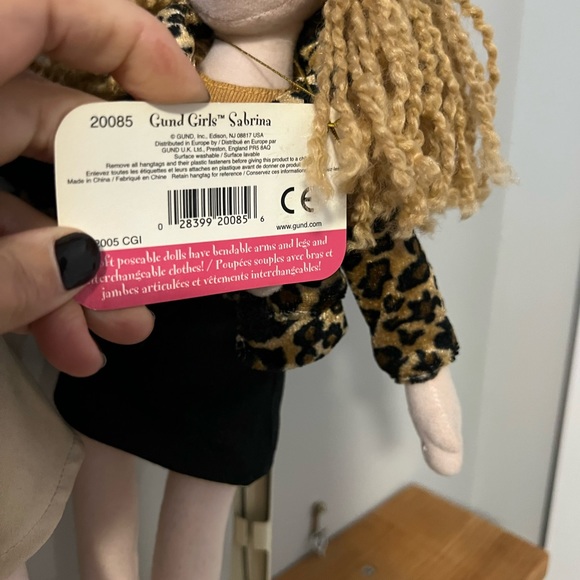 20085 Gund Girls™ Sabrina
© GUND, Inc., Edison, NJ 08817 USA
Distributed in Europe by / Distribué en Europe par
GUND U.K. Ltd., Preston, England PR5 8AQ
Surface washable / Surface lavable
Remove all hangtags and their plastic fasteners before giving this product to a
Enlevez toutes les étiquettes et leurs attaches en plastique avant de donner ce
Made in China / Fabriqué en Chine Retain hangtag for reference / Conservez ces
CE
0 28399 20085 6
www.gund.com
2005 CGI
poseable dolls have bendable arms and legs and
interchangeable clothes! / Poupées souples avec bras et
jambes articulées et vêtements interchangeables!